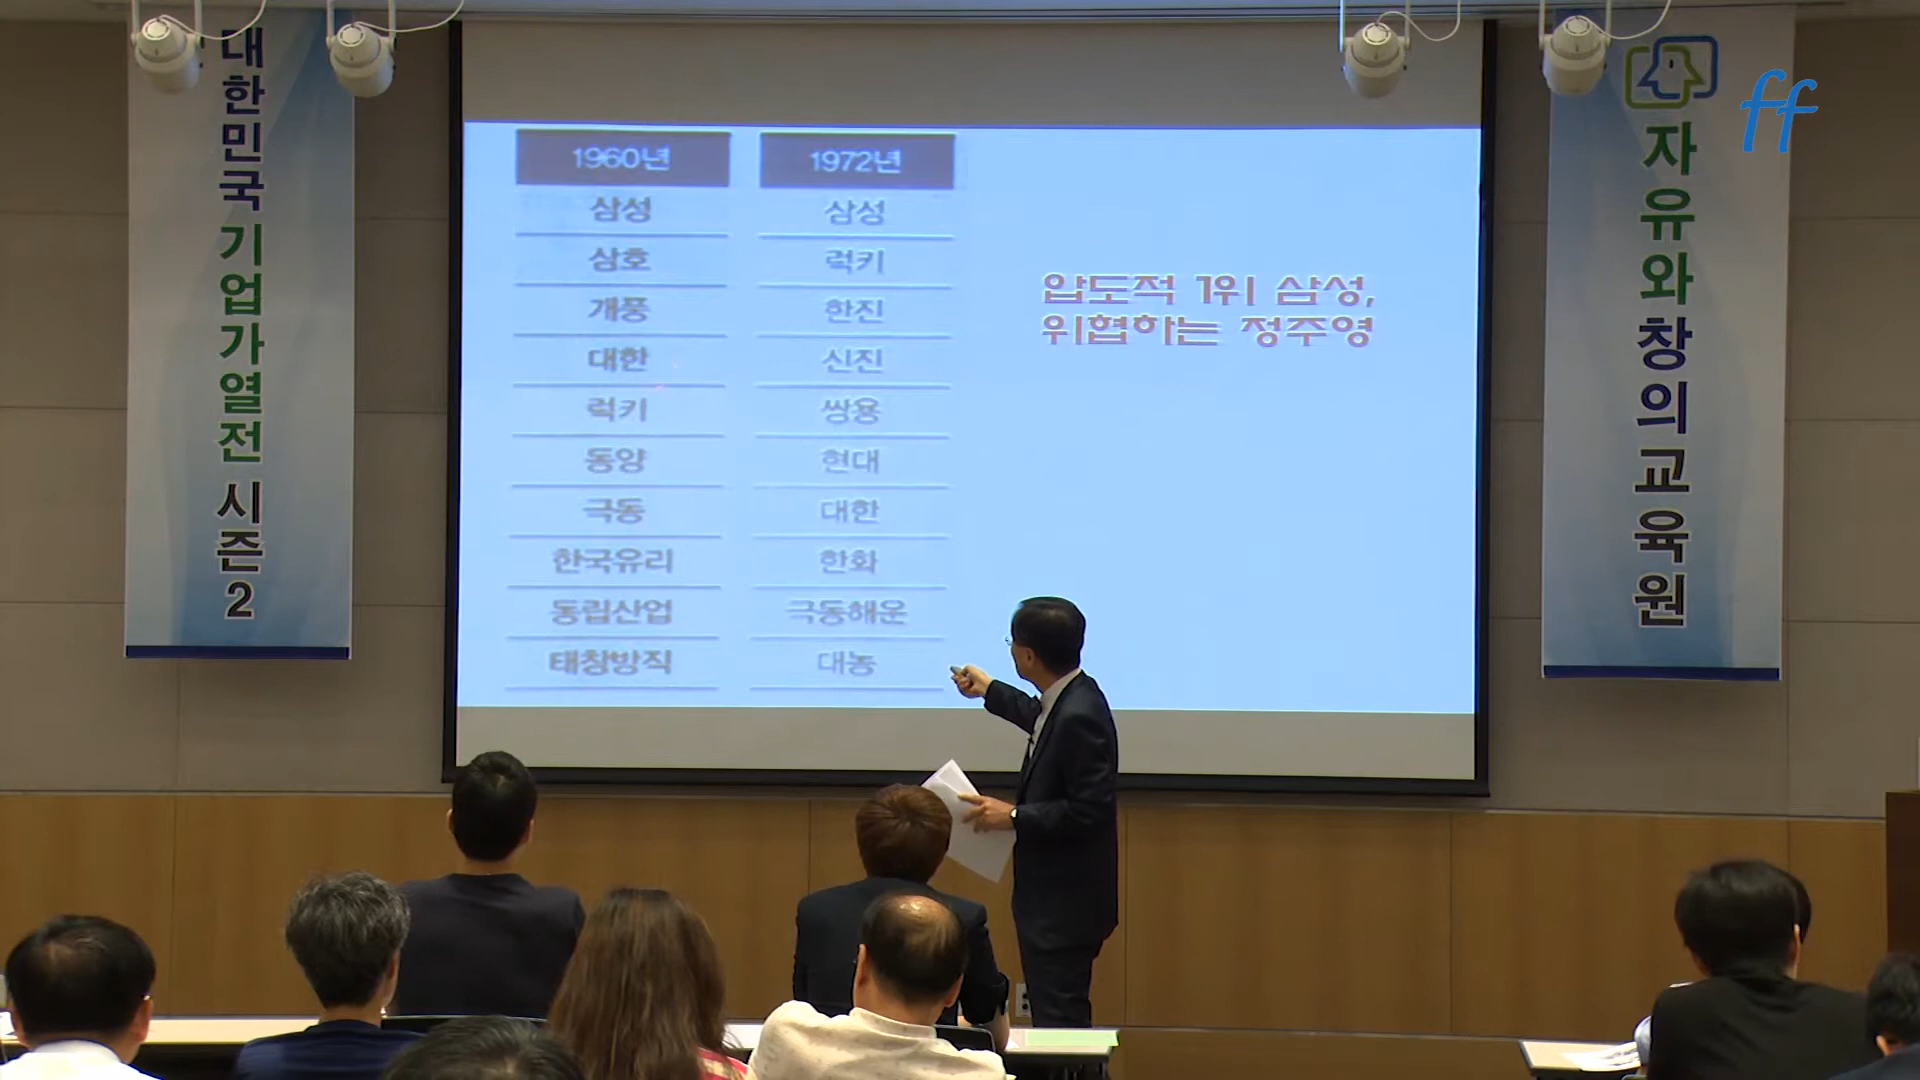 대한민국 기업가열전 시즌2
1960년 1972년
삼성 삼성
삼호 럭키
개풍 한진
대한 신진
럭키 쌍용
동양 현대
극동 대한
한국유리 한화
동립산업 극동해운
태창방직 대농
압도적 1위 삼성,
위협하는 정주영
자유와창의교육원
ff